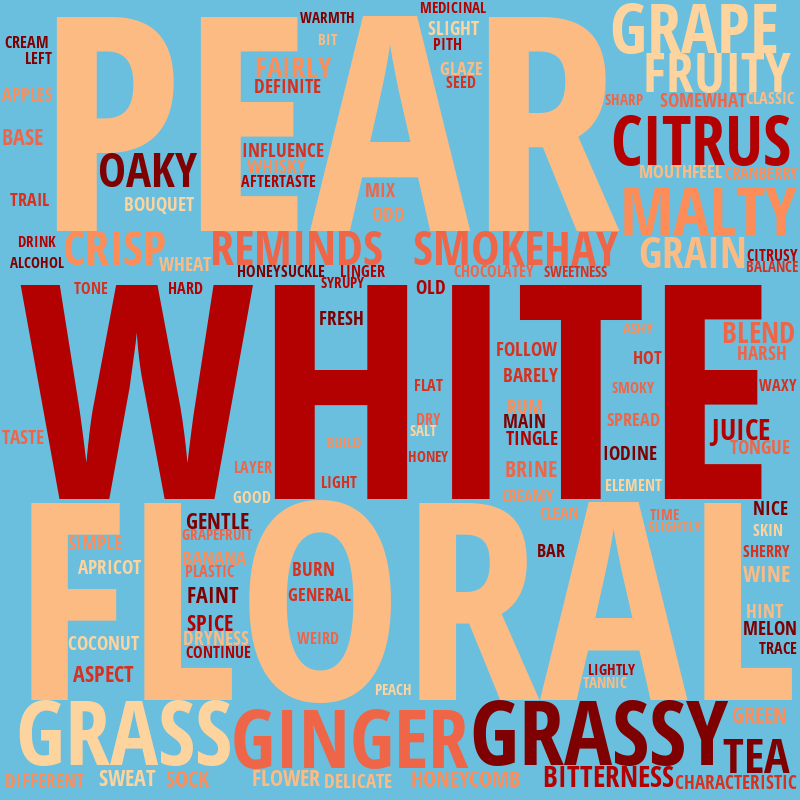 PEAR
WARMTH
MEDICINAL
BIT
SLIGHT
PITH
GRAPE
CREAM
LEFT
FAIRLY
DEFINITE
GLAZE
SEED
FRUITY
APPLES
SHARP
SOMEWHAT
CLASSIC
BASE
INFLUENCE
WHISKY
AFTERTASTE
CITRUS
OAKY
MOUTHFEEL
CRANBERRY
TRAIL
BOUQUET
MIX
ODD
MALTY
DRINK
CRISP
REMINDS
SMOKEHAY
GRAIN
ALCOHOL
WHEAT
CITRUSY
BALANCE
HONEYSUCKLE
LINGER
SYRUPY
CHOCOLATEY
SWEETNESS
TONE
HARD
OLD
WHITE
FRESH
ASHY
BLEND
FOLLOW
HOT
HARSH
BARELY
FLAT
SMOKY
WAXY
RUM
DRY
SALT
MAIN
SPREAD
JUICE
TASTE
BUILD
TINGLE
TONGUE
HONEY
IODINE
LAYER
BRINE
LIGHT
ELEMENT
GOOD
CREAMY
FLORAL
GENTLE
CLEAN
TIME
NICE
GRAPEFRUIT
SLIGHTLY
SKIN
SIMPLE
BANANA
BAR
SHERRY
APRICOT
PLASTIC
BURN
WINE
FAINT
GENERAL
HINT
SPICE
MELON
COCONUT
DRYNESS
WEIRD
TRACE
CONTINUE
ASPECT
LIGHTLY
TANNIC
PEACH
GRASS
GINGER
GRASSY
GREEN
TEA
DIFFERENT
SWEAT
SOCK
FLOWER
DELICATE
HONEYCOMB
BITTERNESS
CHARACTERISTIC